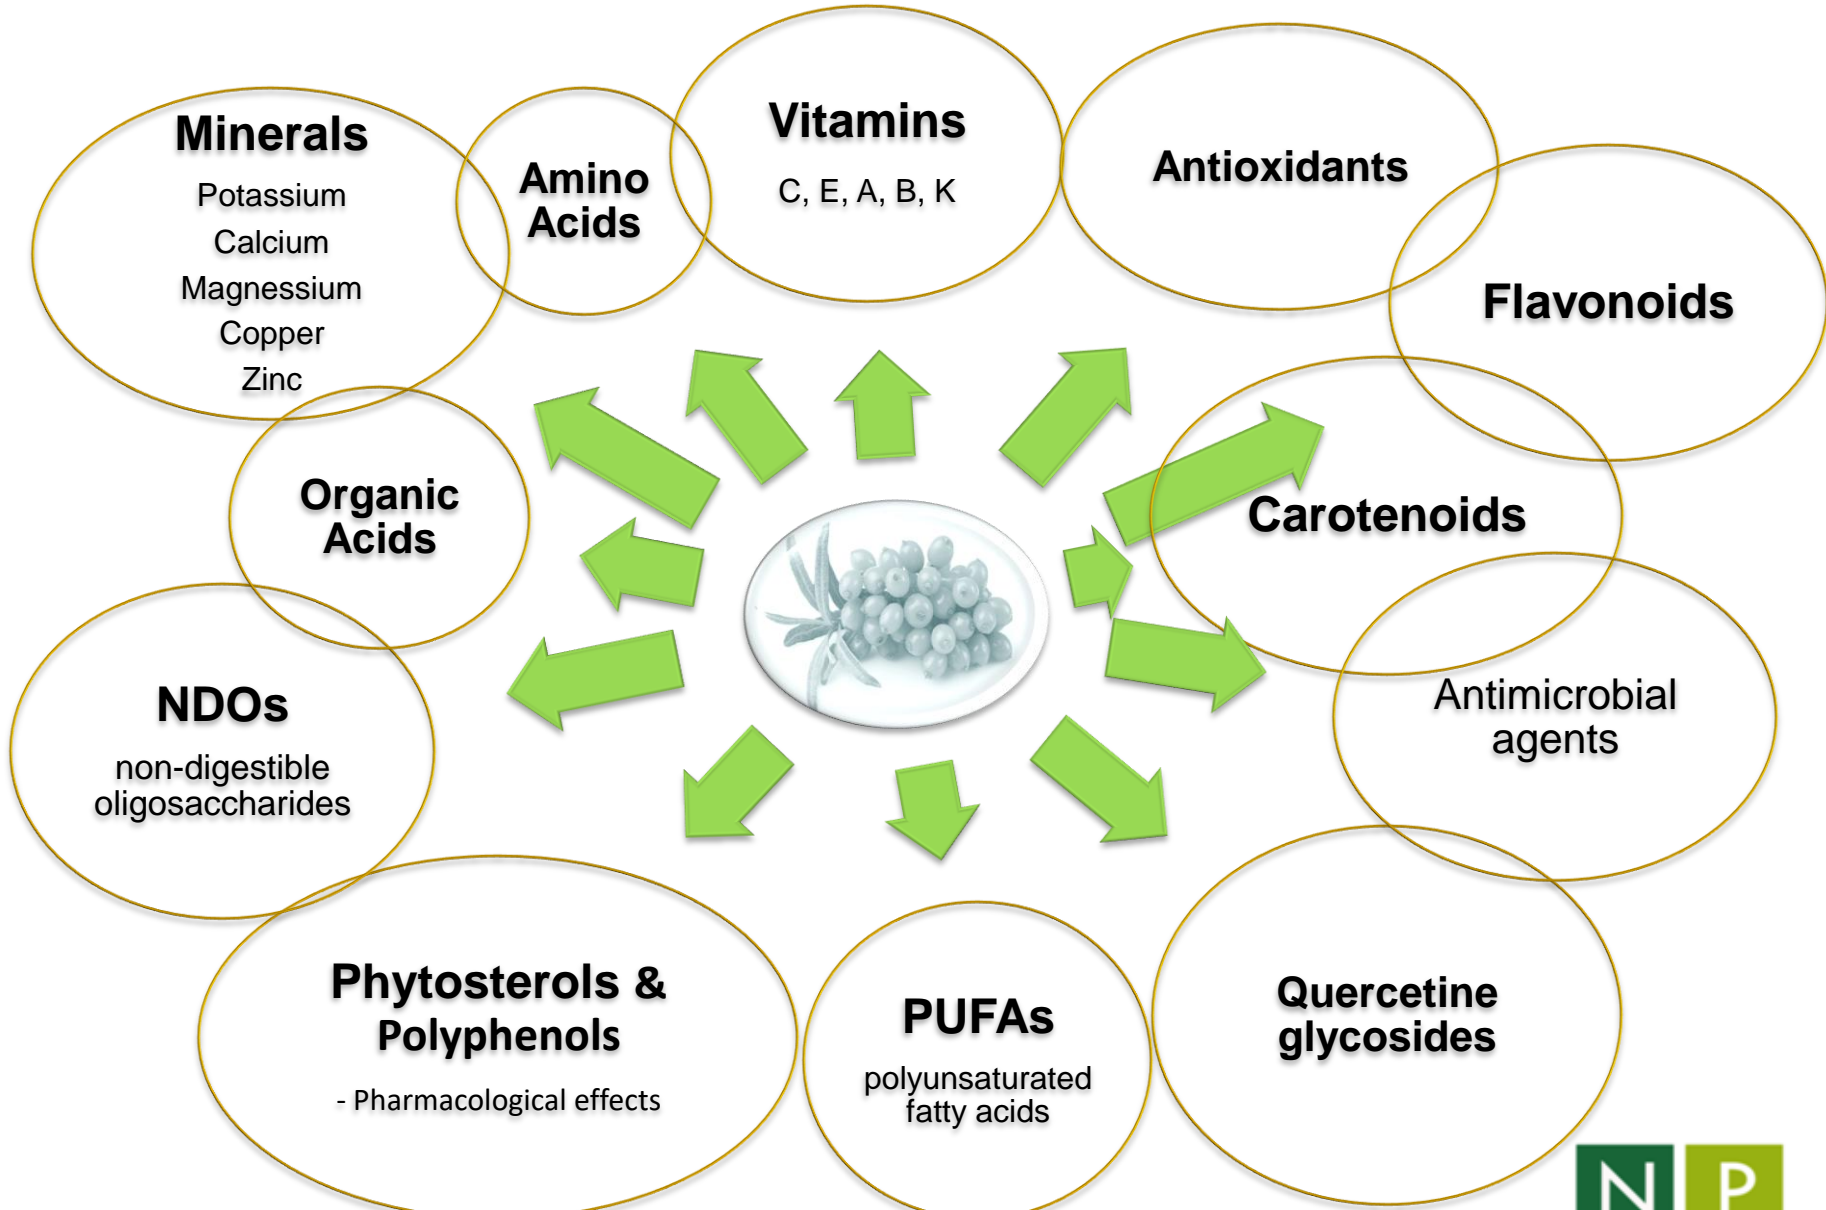 Minerals
Potassium
Calcium
Magnessium
Copper
Zinc
Amino
Acids
Vitamins
C, E, A, B, K
Antioxidants
Flavonoids
Organic
Acids
Carotenoids
NDOs
non-digestible
oligosaccharides
Antimicrobial
agents
Phytosterols &
Polyphenols
- Pharmacological effects
PUFAs
polyunsaturated
fatty acids
Quercetine
glycosides
N P